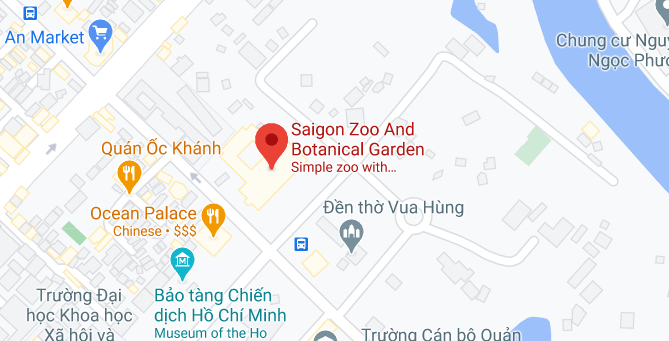 An Market
Chung cư Nguy
Ngọc Phươ
Saigon Zoo And
Botanical Garden
Simple zoo with...
Quán Ốc Khánh
Ocean Palace
Chinese • $$$
Đền thờ Vua Hùng
Trường Đại
học Khoa học
Xã hội và
Bảo tàng Chiến
dịch Hồ Chí Minh
Museum of the Ho
Trường Cán bộ Quản